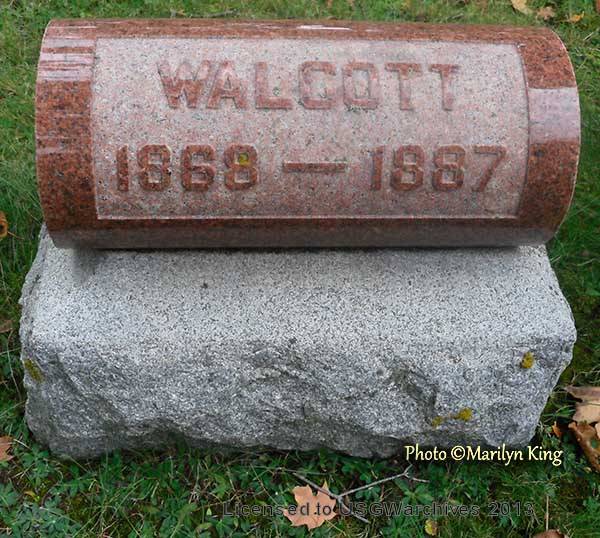 WALCOTT
1868 — 1887
Photo ©Marilyn King
Licensed to USGWarchives 2013